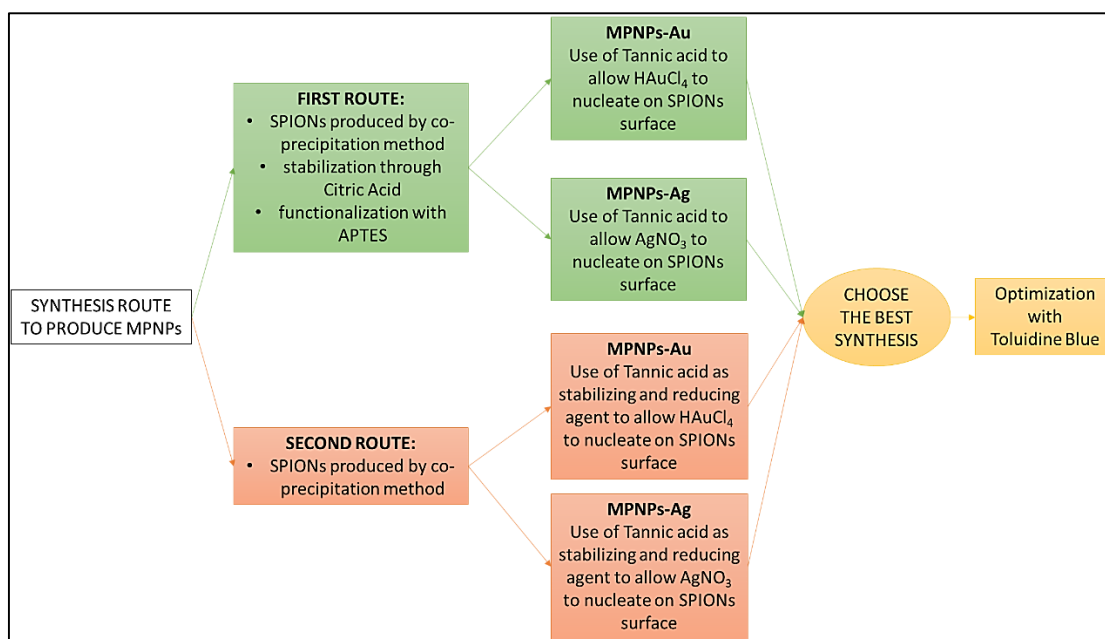 SYNTHESIS ROUTE
TO PRODUCE MPNPs
FIRST ROUTE:
• SPIONs produced by co-
precipitation method
• stabilization through
Citric Acid
• functionalization with
APTES
SECOND ROUTE:
• SPIONs produced by co-
precipitation method
MPNPs-Au
Use of Tannic acid to
allow HAuCl₄ to
nucleate on SPIONs
surface
MPNPs-Ag
Use of Tannic acid to
allow AgNO₃ to
nucleate on SPIONs
surface
MPNPs-Au
Use of Tannic acid as
stabilizing and reducing
agent to allow HAuCl₄
to nucleate on SPIONs
surface
MPNPs-Ag
Use of Tannic acid as
stabilizing and reducing
agent to allow AgNO₃
to nucleate on SPIONs
surface
CHOOSE
THE BEST
SYNTHESIS
Optimization
with
Toluidine Blue